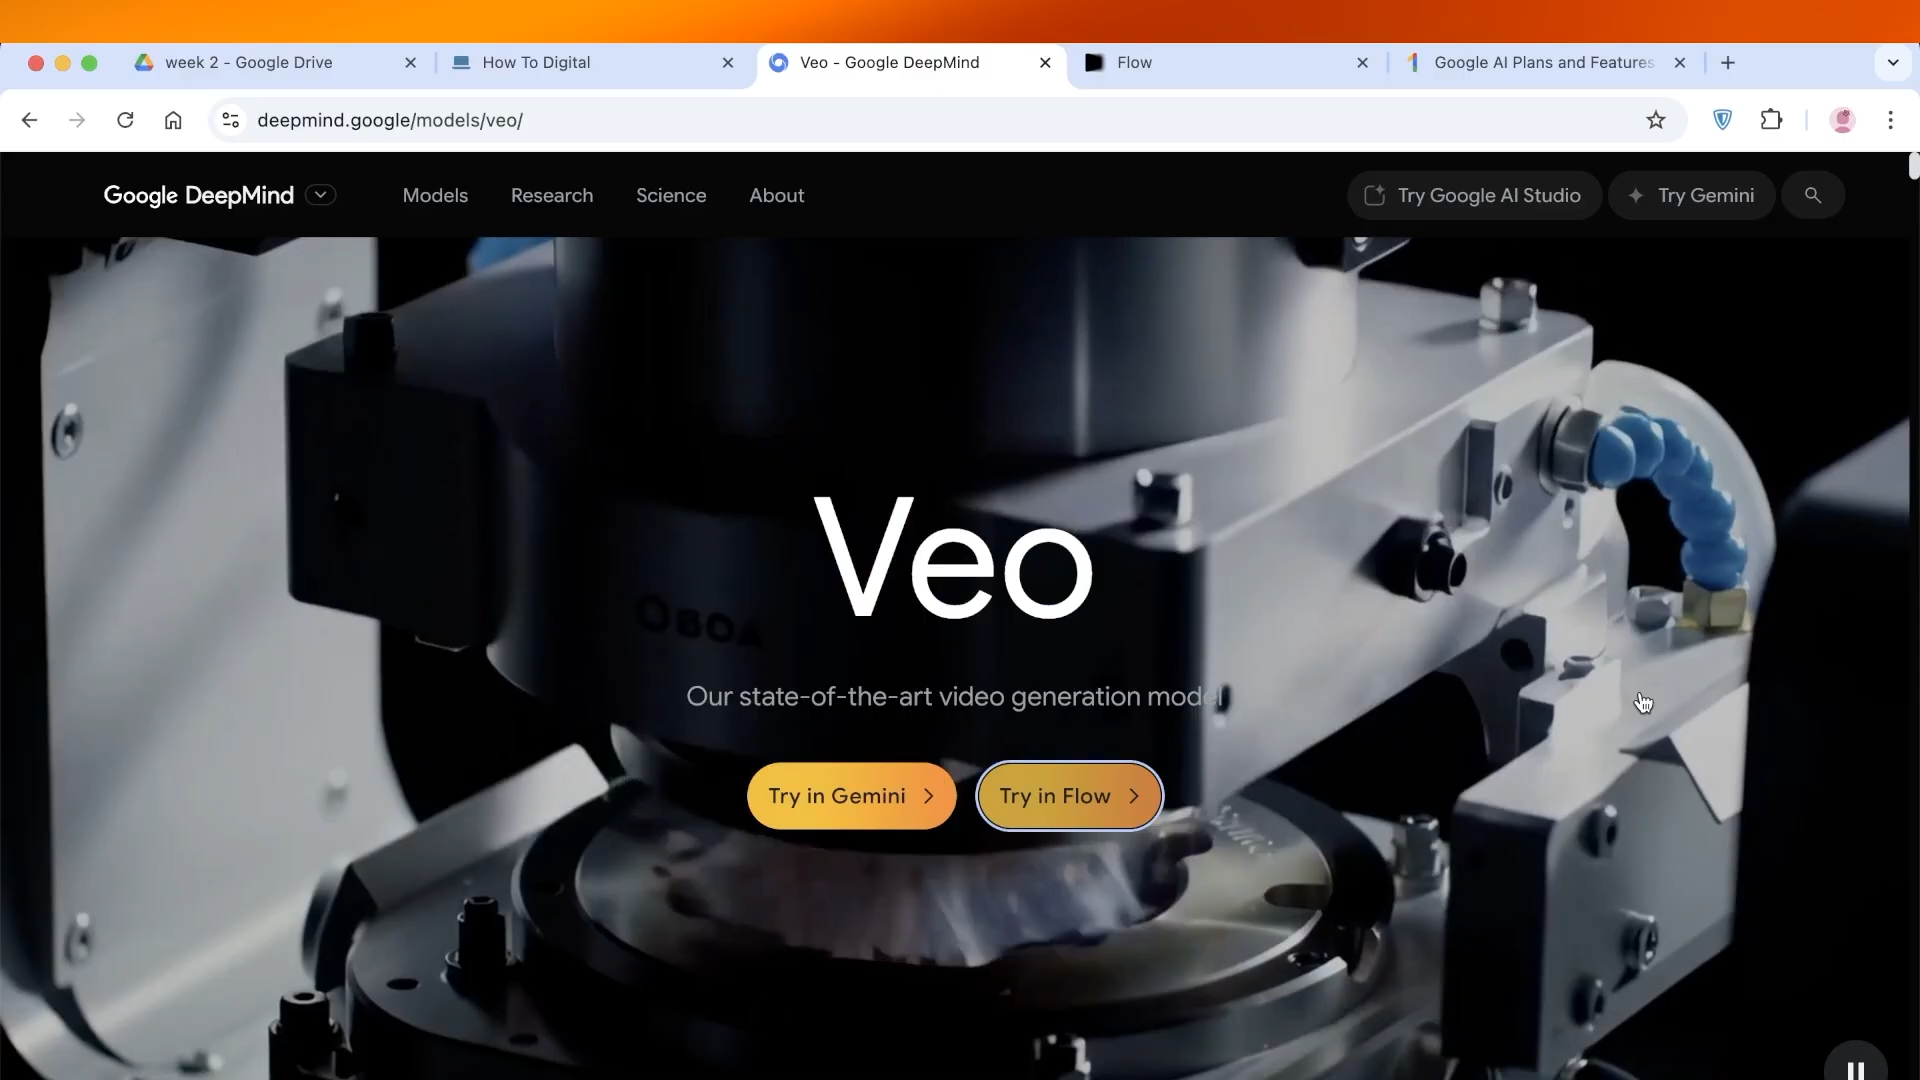 week 2 - Google Drive
How To Digital
Veo - Google DeepMind
Flow
Google AI Plans and Features
deepmind.google/models/veo/
Google DeepMind
Models
Research
Science
About
Try Google AI Studio
Try Gemini
Veo
BOA
Our state-of-the-art video generation model
Try in Gemini
Try in Flow